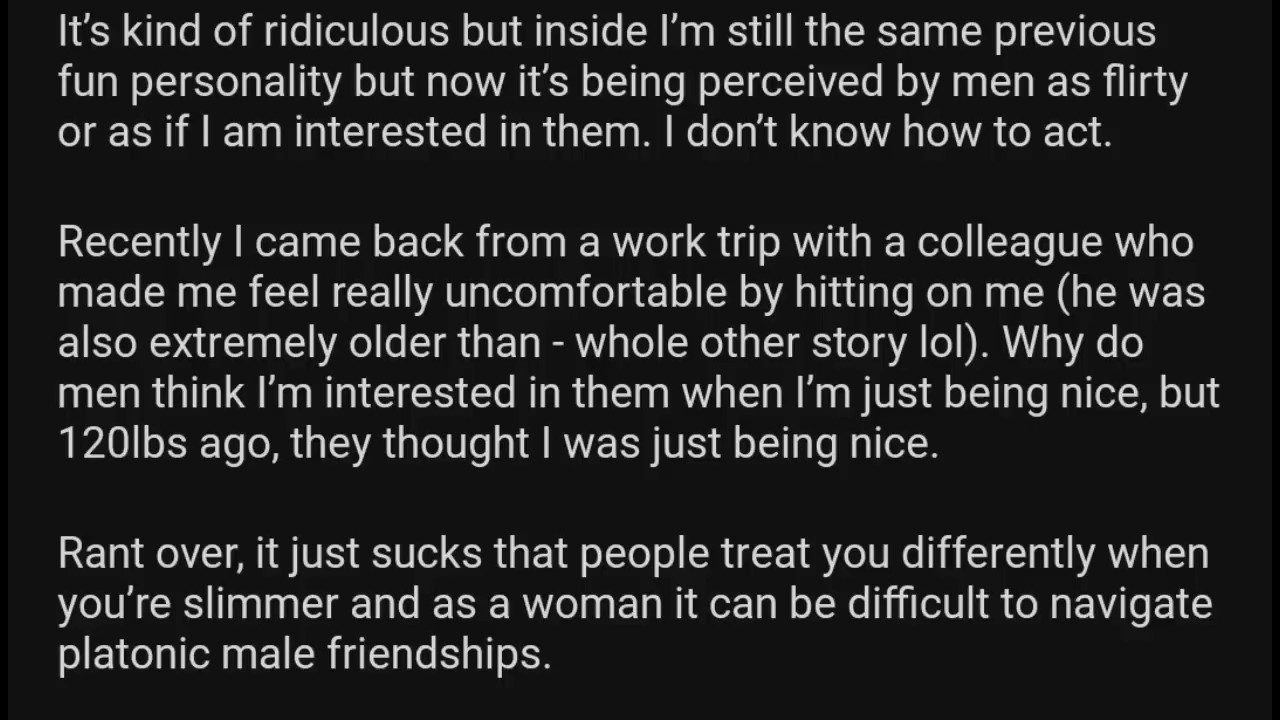 It’s kind of ridiculous but inside I’m still the same previous
fun personality but now it’s being perceived by men as flirty
or as if I am interested in them. I don’t know how to act.
Recently I came back from a work trip with a colleague who
made me feel really uncomfortable by hitting on me (he was
also extremely older than - whole other story lol). Why do
men think I’m interested in them when I’m just being nice, but
120lbs ago, they thought I was just being nice.
Rant over, it just sucks that people treat you differently when
you’re slimmer and as a woman it can be difficult to navigate
platonic male friendships.